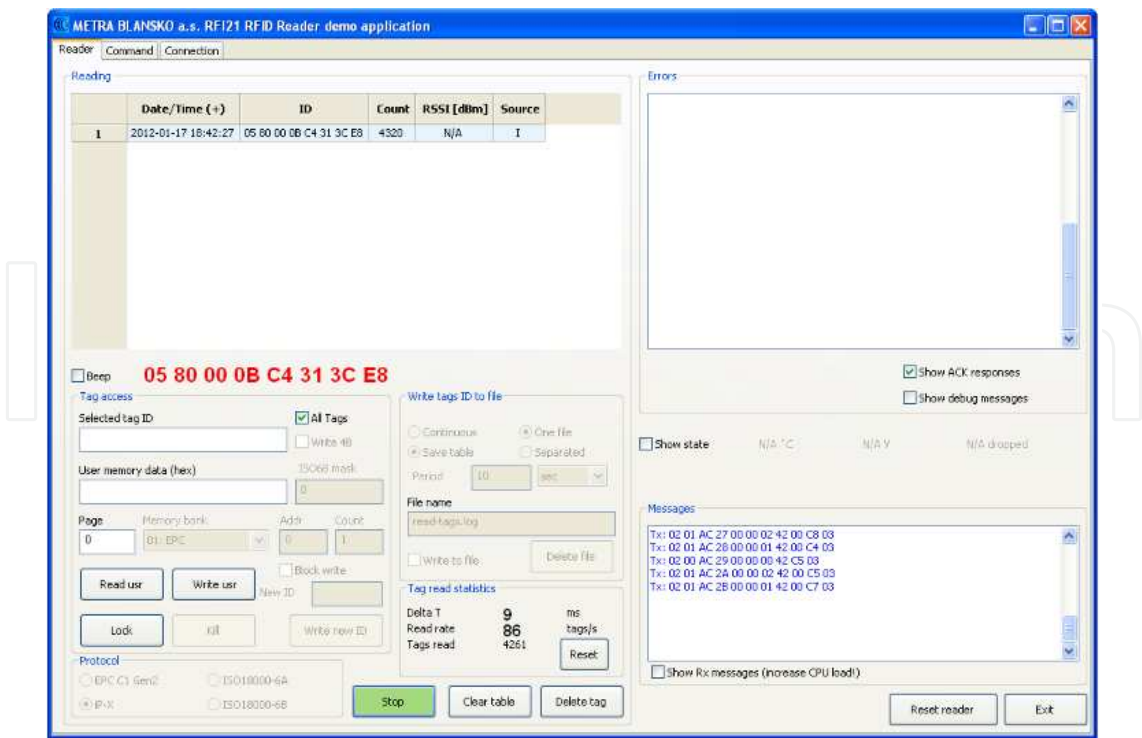 METRA BLANSKO a.s. RFI21 RFID Reader demo application
Reader Command Connection
Reading
Date/Time (+) ID Count RSSI [dBm] Source
1 2012-01-17 18:42:27 05 80 00 0B C4 31 3C E8 4320 N/A I
Beep 05 80 00 0B C4 31 3C E8
Tag access
Selected tag ID All Tags
Write 4B
User memory data (hex) ISO6B mask
0
Page Memory bank Addr Count
0 01: EPC 0 1
Block write
Read usr Write usr New ID
Lock Kill Write new ID
Protocol
EPC C1 Gen2 ISO18000-6A
IP-X ISO18000-6B
Write tags ID to file
Continuous One file
Save table Separated
Period 10 sec
File name
read-tags.log
Write to file Delete file
Tag read statistics
Delta T 9 ms
Read rate 86 tags/s
Tags read 4261
Reset
Stop Clear table Delete tag
Errors
Show ACK responses
Show debug messages
Show state N/A °C N/A V N/A dropped
Messages
Tx: 02 01 AC 27 00 00 02 42 00 C8 03
Tx: 02 01 AC 28 00 00 01 42 00 C4 03
Tx: 02 00 AC 29 00 00 00 42 C5 03
Tx: 02 01 AC 2A 00 00 02 42 00 C5 03
Tx: 02 01 AC 2B 00 00 01 42 00 C7 03
Show Rx messages (increase CPU load!)
Reset reader Exit